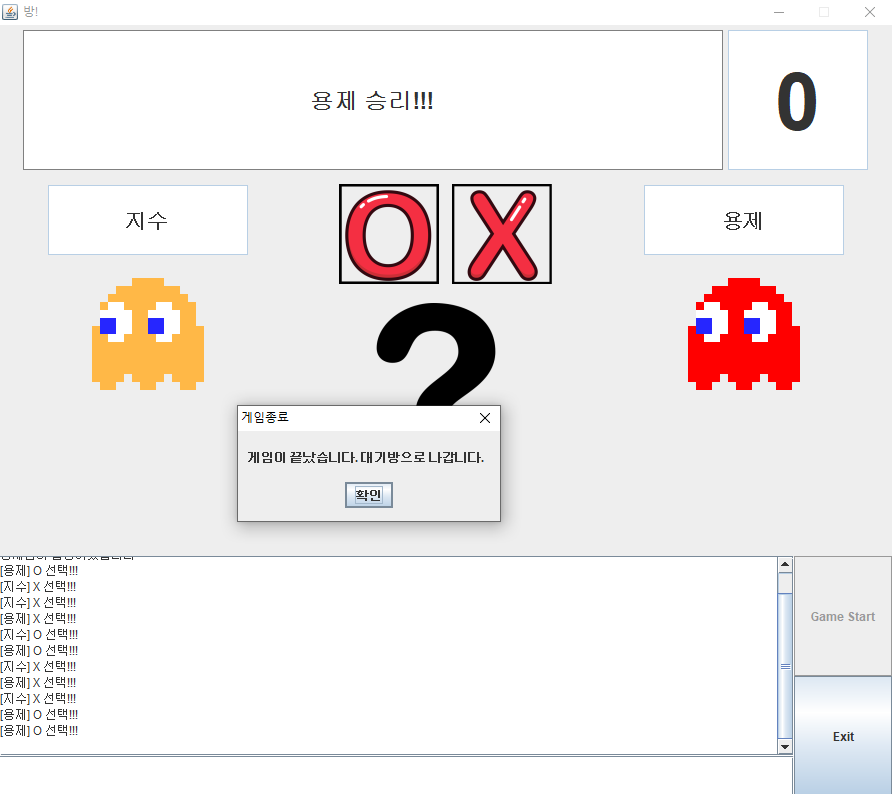 방!
용제 승리!!!
0
지수
O X
용제
?
게임종료
게임이 끝났습니다. 대기방으로 나갑니다.
확인
[용제] O 선택!!!
[지수] X 선택!!!
[지수] X 선택!!!
[용제] X 선택!!!
[지수] O 선택!!!
[용제] O 선택!!!
[지수] X 선택!!!
[용제] X 선택!!!
[지수] X 선택!!!
[용제] O 선택!!!
[용제] O 선택!!!
Game Start
Exit